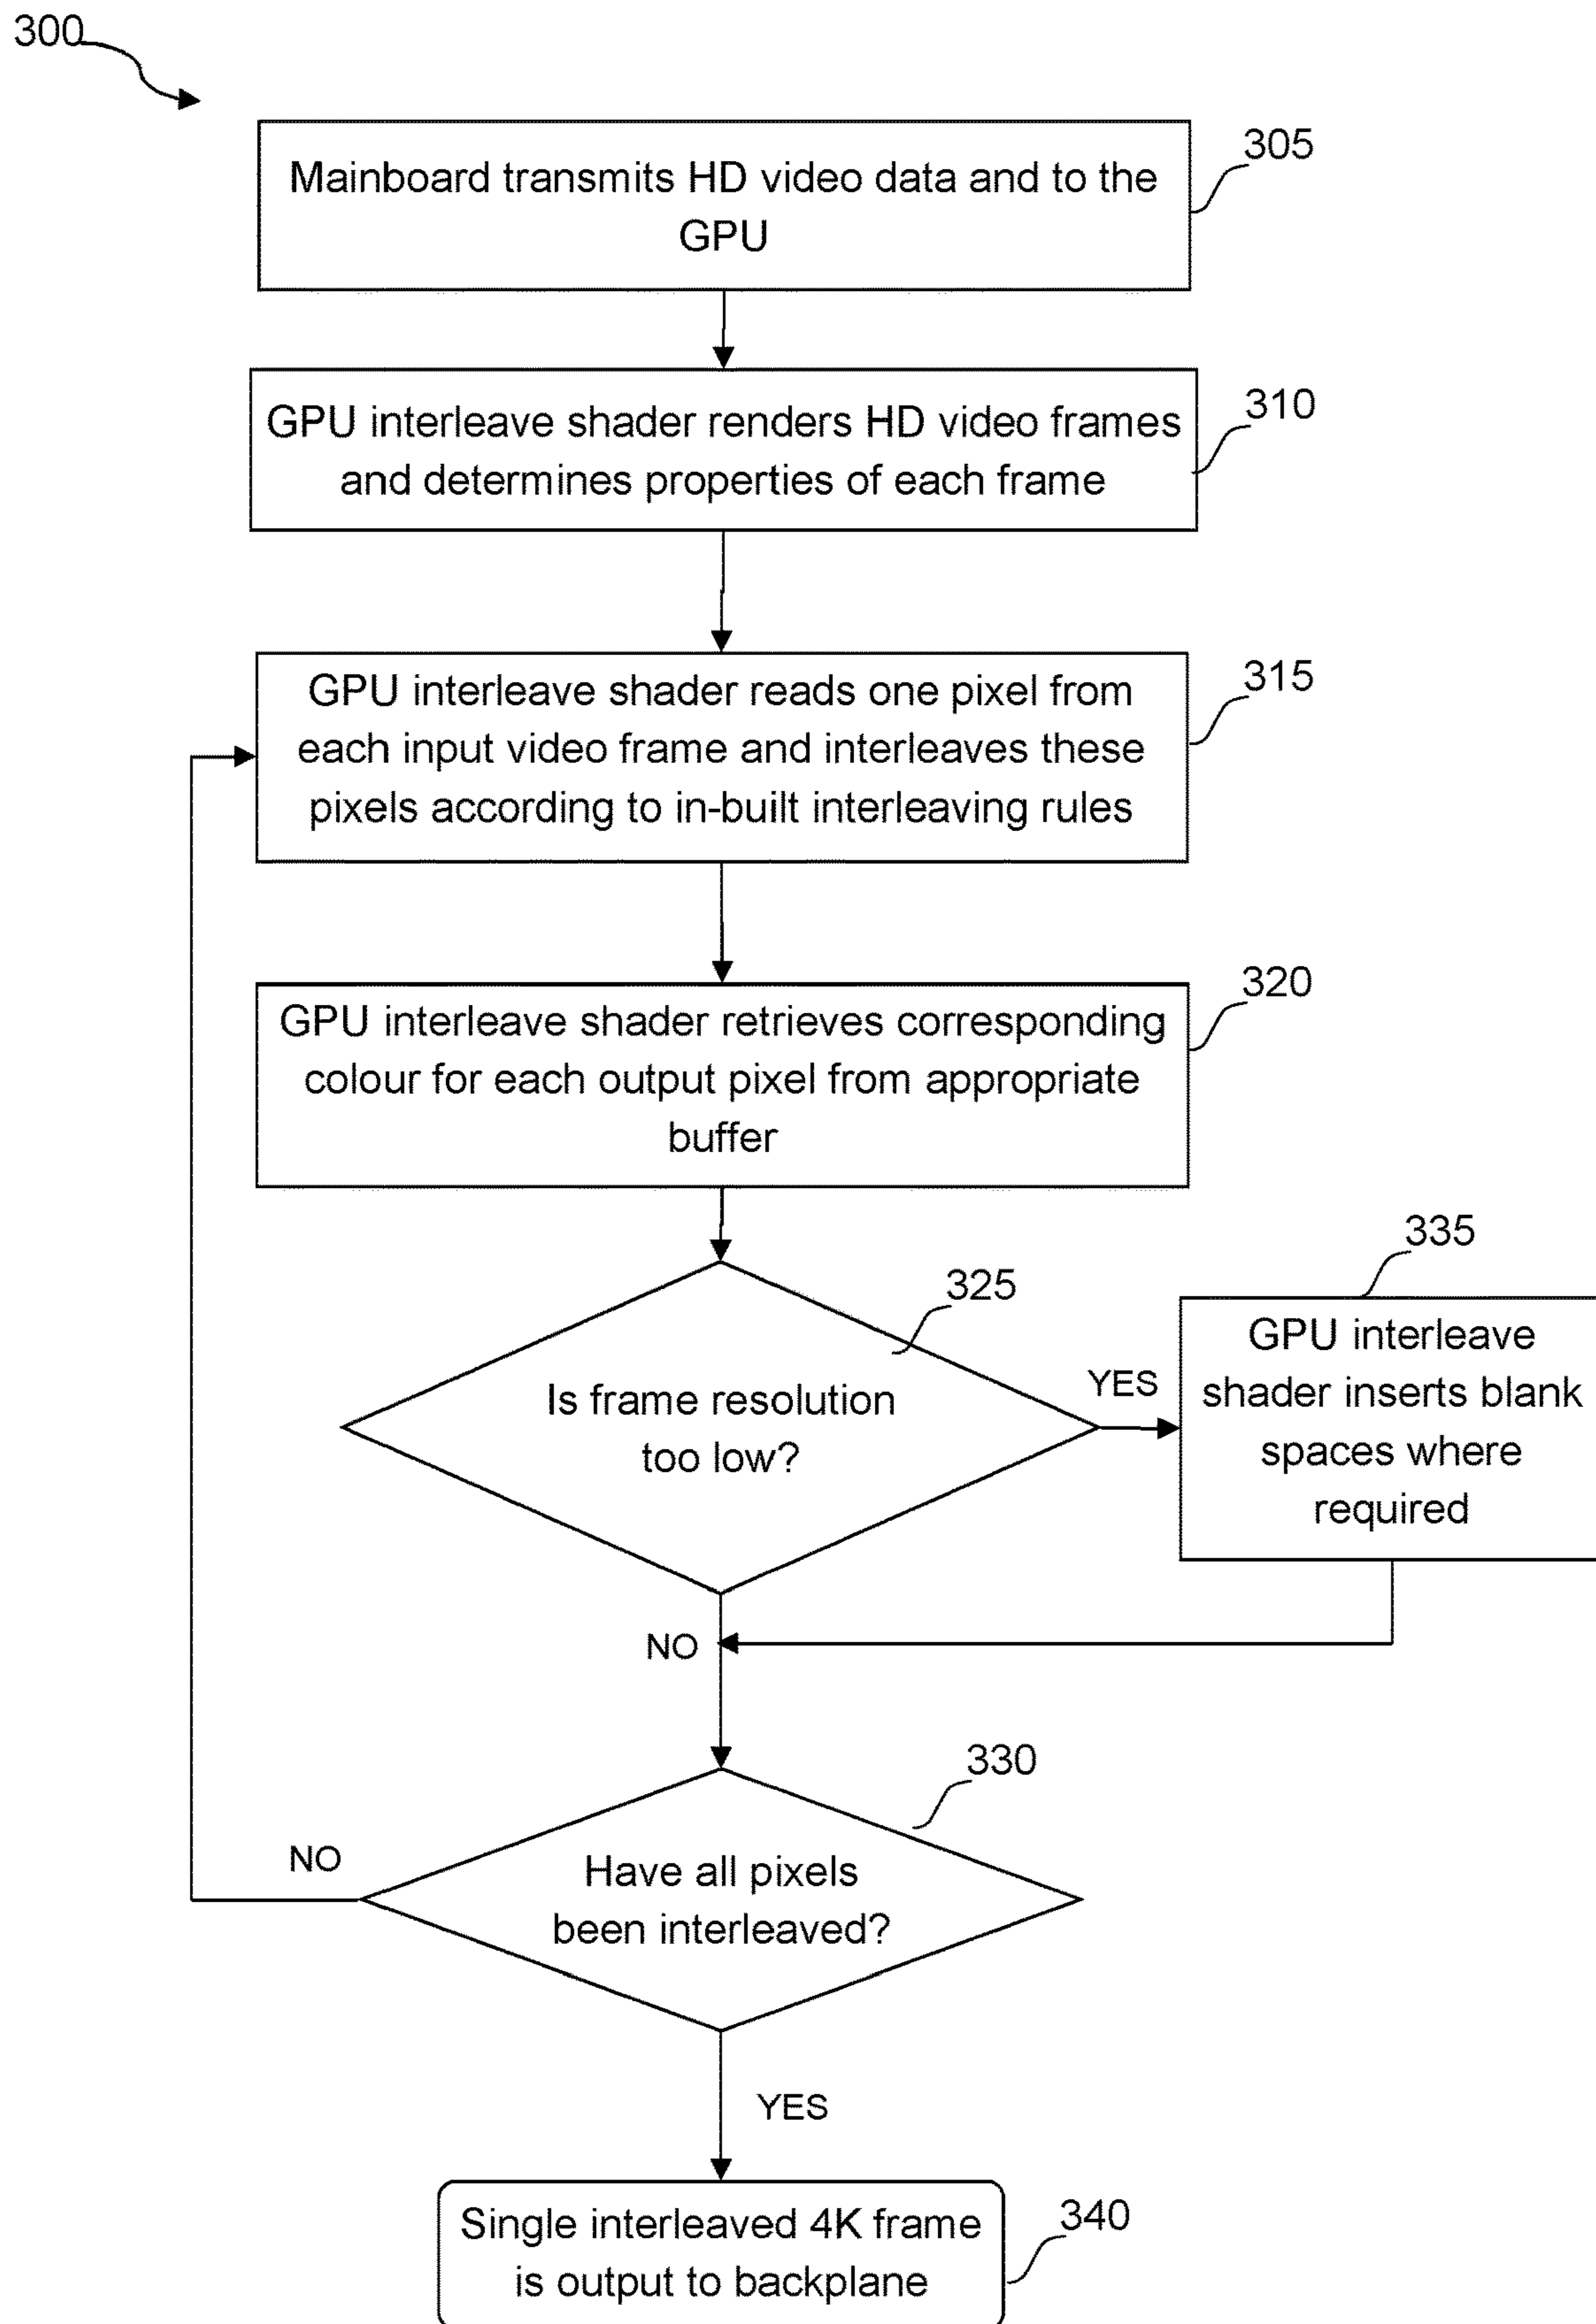 300
305
Mainboard transmits HD video data and to the
GPU
310
GPU interleave shader renders HD video frames
and determines properties of each frame
315
GPU interleave shader reads one pixel from
each input video frame and interleaves these
pixels according to in-built interleaving rules
320
GPU interleave shader retrieves corresponding
colour for each output pixel from appropriate
buffer
325
Is frame resolution
too low?
YES
335
GPU interleave
shader inserts blank
spaces where
required
NO
330
Have all pixels
been interleaved?
NO
YES
340
Single interleaved 4K frame
is output to backplane